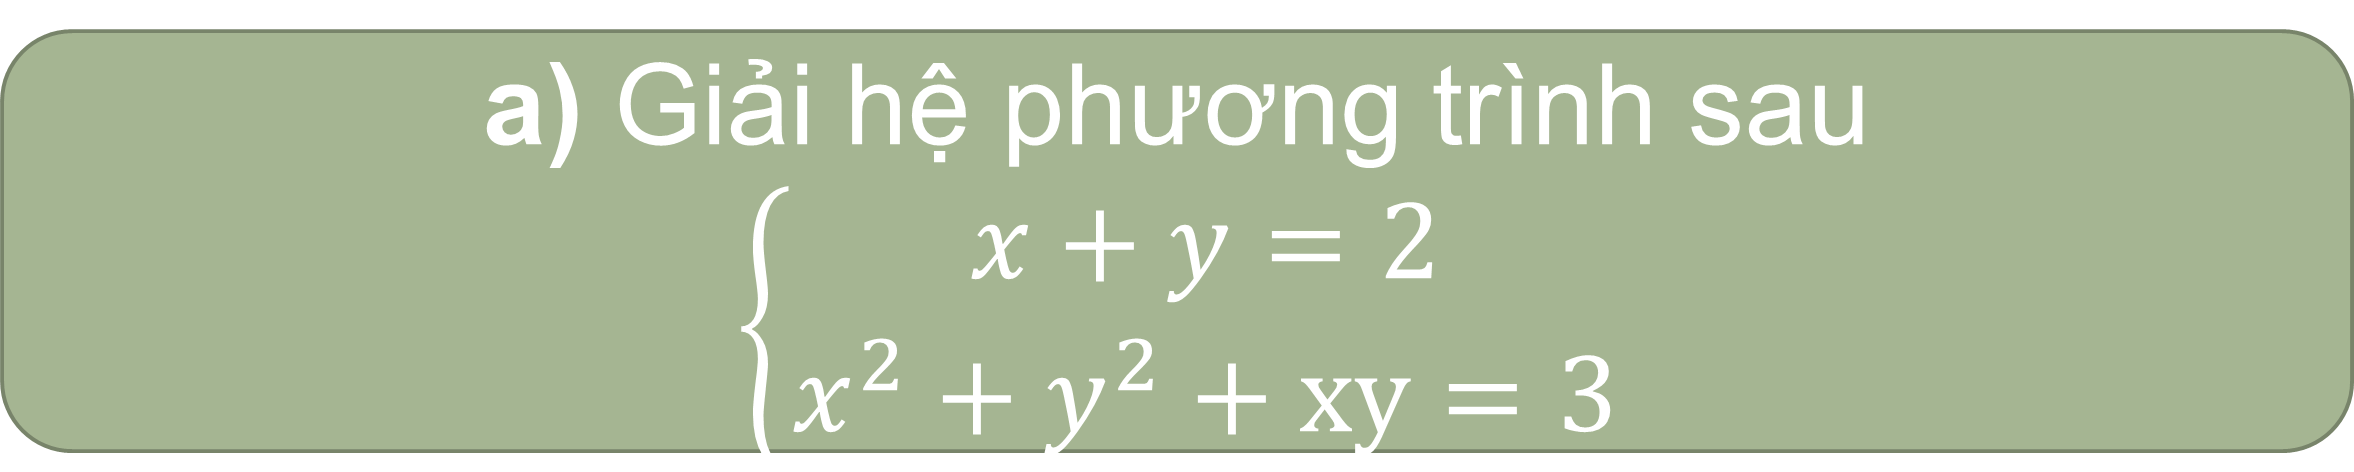 a) Giải hệ phương trình sau
x + y = 2
x² + y² + xy = 3